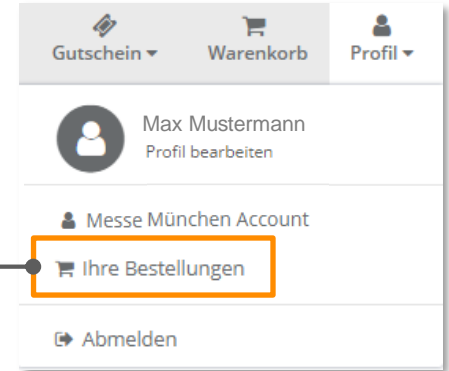 Gutschein Warenkorb Profil
Max Mustermann
Profil bearbeiten
Messe München Account
Ihre Bestellungen
Abmelden